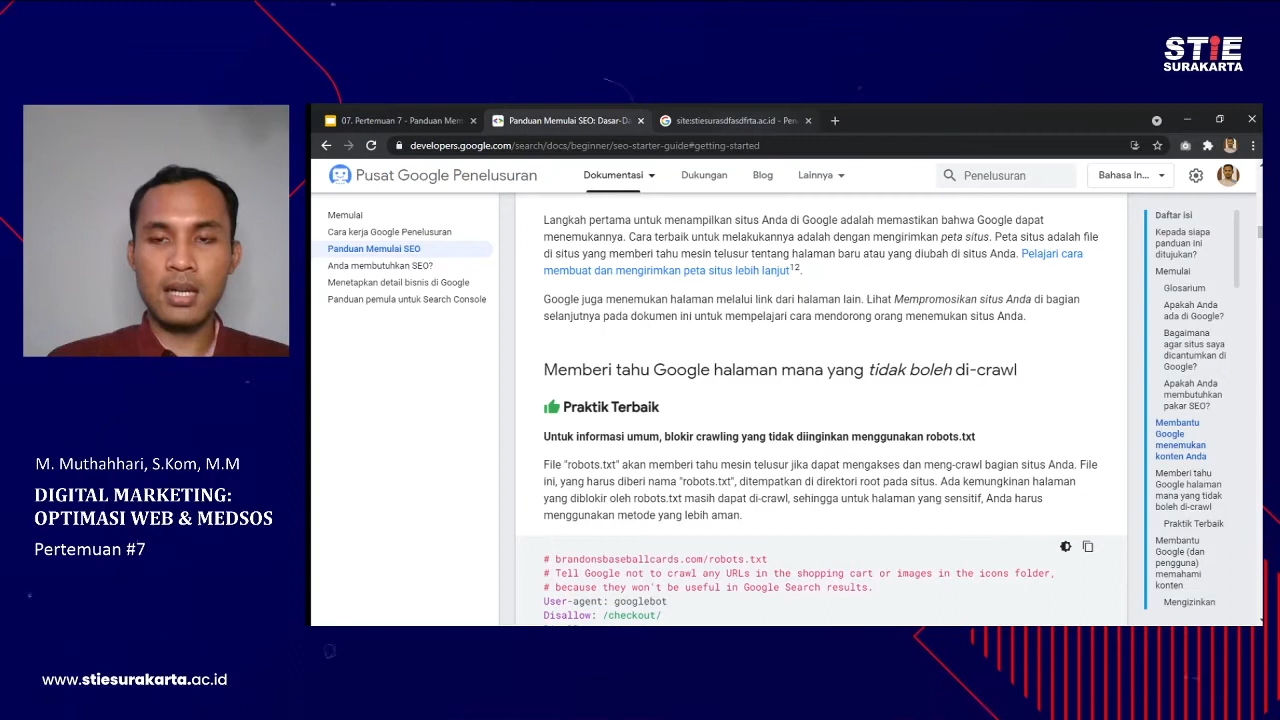 STIE
SURAKARTA
07. Pertemuan 7 - Panduan Mem
Panduan Memulai SEO: Dasar-Da
site:stiesurasdfasdfrta.ac.id - Pen
developers.google.com/search/docs/beginner/seo-starter-guide#getting-started
Pusat Google Penelusuran
Dokumentasi
Dukungan
Blog
Lainnya
Penelusuran
Bahasa In...
Memulai
Cara kerja Google Penelusuran
Panduan Memulai SEO
Anda membutuhkan SEO?
Menetapkan detail bisnis di Google
Panduan pemula untuk Search Console
Langkah pertama untuk menampilkan situs Anda di Google adalah memastikan bahwa Google dapat
menemukannya. Cara terbaik untuk melakukannya adalah dengan mengirimkan peta situs. Peta situs adalah file
di situs yang memberi tahu mesin telusur tentang halaman baru atau yang diubah di situs Anda. Pelajari cara
membuat dan mengirimkan peta situs lebih lanjut12.
Google juga menemukan halaman melalui link dari halaman lain. Lihat Mempromosikan situs Anda di bagian
selanjutnya pada dokumen ini untuk mempelajari cara mendorong orang menemukan situs Anda.
Memberi tahu Google halaman mana yang tidak boleh di-crawl
Praktik Terbaik
Untuk informasi umum, blokir crawling yang tidak diinginkan menggunakan robots.txt
File "robots.txt" akan memberi tahu mesin telusur jika dapat mengakses dan meng-crawl bagian situs Anda. File
ini, yang harus diberi nama "robots.txt", ditempatkan di direktori root pada situs. Ada kemungkinan halaman
yang diblokir oleh robots.txt masih dapat di-crawl, sehingga untuk halaman yang sensitif, Anda harus
menggunakan metode yang lebih aman.
# brandonsbaseballcards.com/robots.txt
# Tell Google not to crawl any URLs in the shopping cart or images in the icons folder,
# because they won't be useful in Google Search results.
User-agent: googlebot
Disallow: /checkout/
Daftar isi
Kepada siapa
panduan ini
ditujukan?
Memulai
Glosarium
Apakah Anda
ada di Google?
Bagaimana
agar situs saya
dicantumkan di
Google?
Apakah Anda
membutuhkan
pakar SEO?
Membantu
Google
menemukan
konten Anda
Memberi tahu
Google halaman
mana yang tidak
boleh di-crawl
Praktik Terbaik
Membantu
Google (dan
pengguna)
memahami
konten
Mengizinkan
M. Muthahhari, S.Kom, M.M
DIGITAL MARKETING:
OPTIMASI WEB & MEDSOS
Pertemuan #7
www.stiesurakarta.ac.id